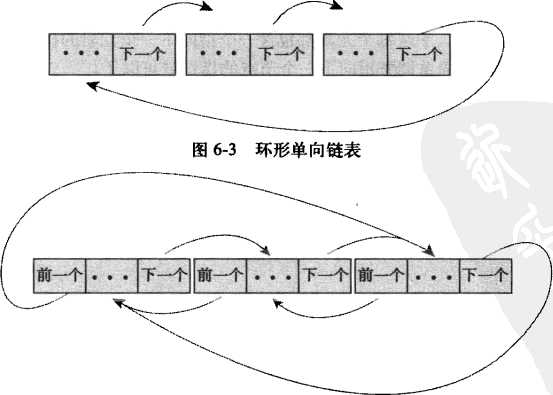 ••• 下一个 ••• 下一个 ••• 下一个
图 6-3 环形单向链表
前一个 ••• 下一个 前一个 ••• 下一个 前一个 ••• 下一个